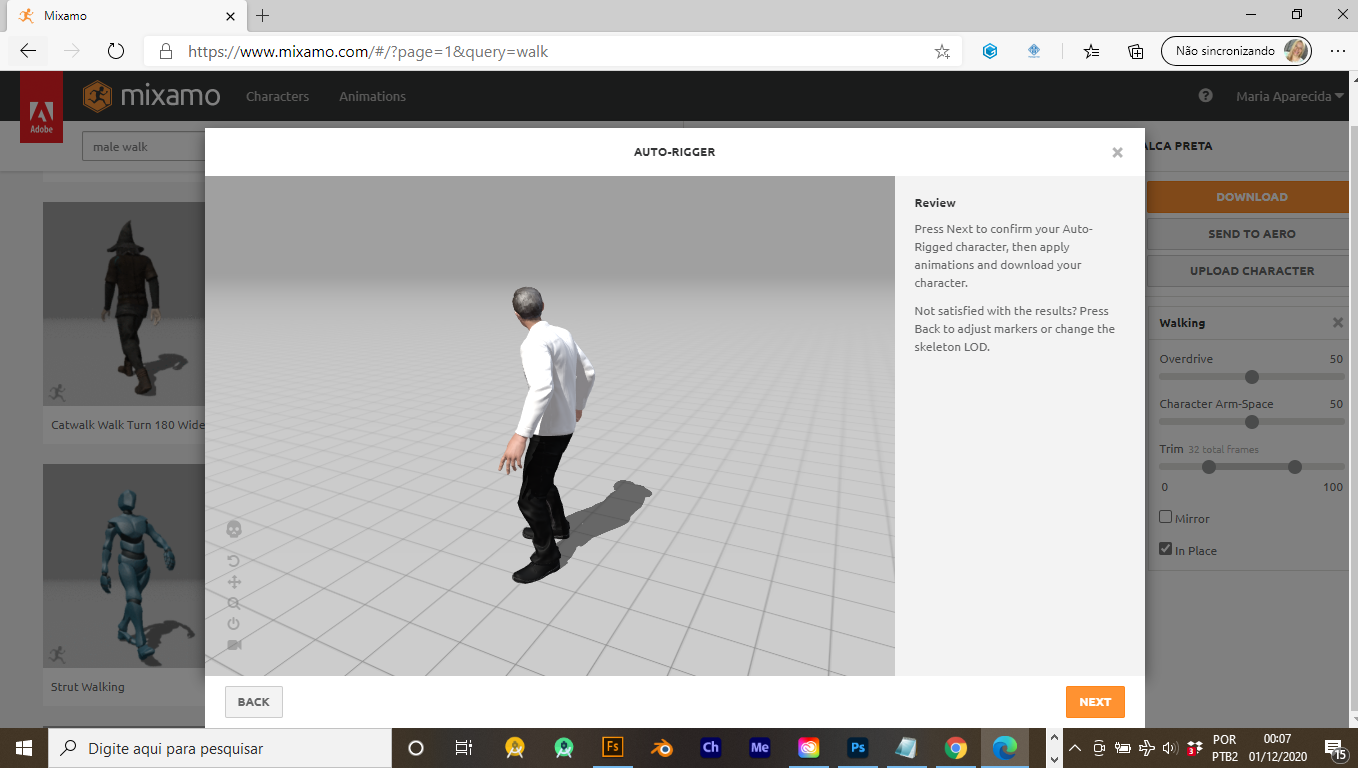 Mixamo
https://www.mixamo.com/#/?page=1&query=walk
Não sincronizando
Adobe
mixamo
Characters
Animations
Maria Aparecida
male walk
AUTO-RIGGER
ALCA PRETA
Review
Press Next to confirm your Auto-
Rigged character, then apply
animations and download your
character.
Not satisfied with the results? Press
Back to adjust markers or change the
skeleton LOD.
DOWNLOAD
SEND TO AERO
UPLOAD CHARACTER
Walking
Overdrive 50
Character Arm-Space 50
Trim 32 total frames
0 100
Mirror
In Place
Catwalk Walk Turn 180 Wide
Strut Walking
BACK
NEXT
Digite aqui para pesquisar
Fs
Ch
Me
Ps
3
POR
PTB2
00:07
01/12/2020
15